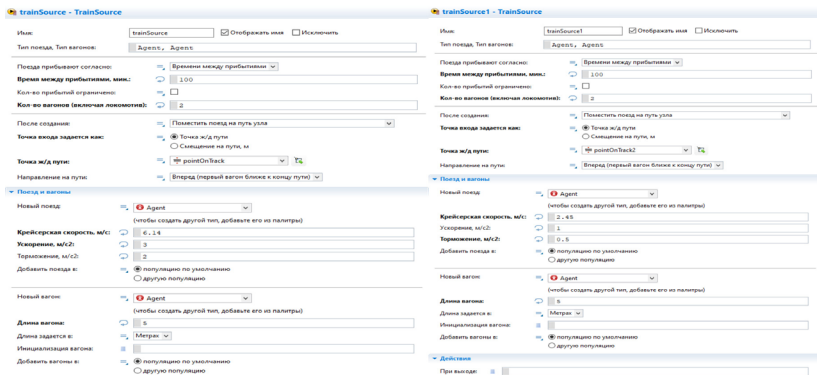 trainSource - TrainSource
Имя: trainSource Отображать имя Исключить
Тип поезда, Тип вагонов: Agent, Agent
Поезда прибывают согласно: Времени между прибытиями
Время между прибытиями, мин.: 100
Кол-во прибытий ограничено:
Кол-во вагонов (включая локомотив): 2
После создания: Поместить поезд на путь узла
Точка входа задается как: Точка ж/д пути
Смещение на пути, м
Точка ж/д пути: pointOnTrack
Направление на пути: Вперед (первый вагон ближе к концу пути)
Поезд и вагоны
Новый поезд: Agent
(чтобы создать другой тип, добавьте его из палитры)
Крейсерская скорость, м/с: 6.14
Ускорение, м/с2: 3
Торможение, м/с2: 2
Добавить поезда в: популяцию по умолчанию
другую популяцию
Новый вагон: Agent
(чтобы создать другой тип, добавьте его из палитры)
Длина вагона: 5
Длина задается в: Метрах
Инициализация вагона:
Добавить вагоны в: популяцию по умолчанию
другую популяцию
trainSource1 - TrainSource
Имя: trainSource1 Отображать имя Исключить
Тип поезда, Тип вагонов: Agent, Agent
Поезда прибывают согласно: Времени между прибытиями
Время между прибытиями, мин.: 100
Кол-во прибытий ограничено:
Кол-во вагонов (включая локомотив): 2
После создания: Поместить поезд на путь узла
Точка входа задается как: Точка ж/д пути
Смещение на пути, м
Точка ж/д пути: pointOnTrack2
Направление на пути: Вперед (первый вагон ближе к концу пути)
Поезд и вагоны
Новый поезд: Agent
(чтобы создать другой тип, добавьте его из палитры)
Крейсерская скорость, м/с: 2.45
Ускорение, м/с2: 1
Торможение, м/с2: 0.5
Добавить поезда в: популяцию по умолчанию
другую популяцию
Новый вагон: Agent
(чтобы создать другой тип, добавьте его из палитры)
Длина вагона: 5
Длина задается в: Метрах
Инициализация вагона:
Добавить вагоны в: популяцию по умолчанию
другую популяцию
Действия
При выходе: